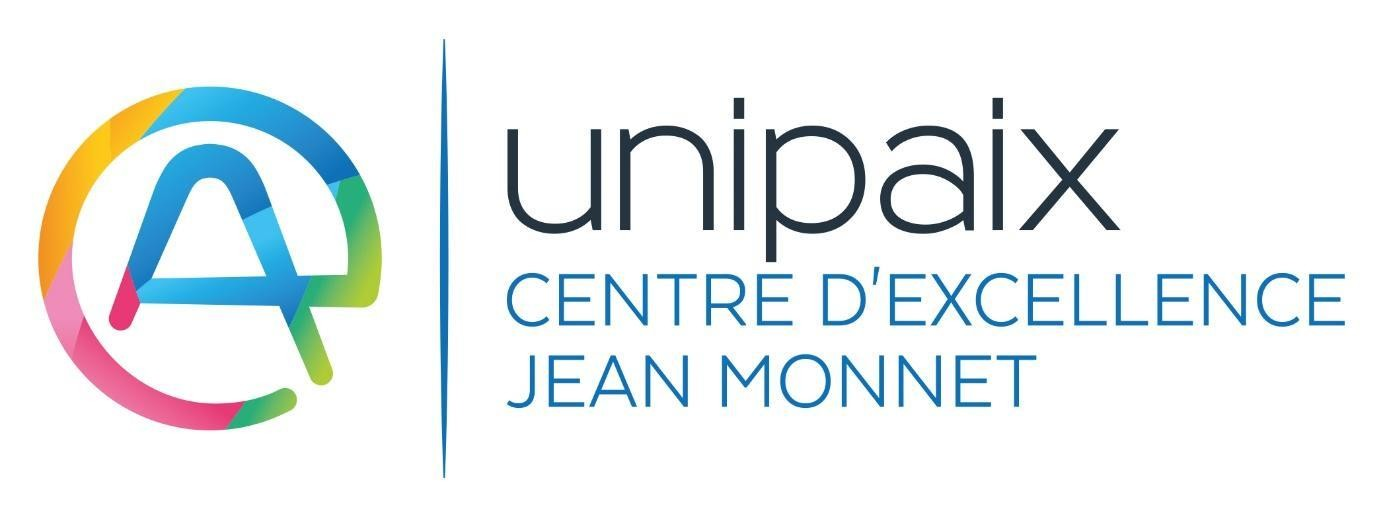 A
unipaix
CENTRE D'EXCELLENCE
JEAN MONNET